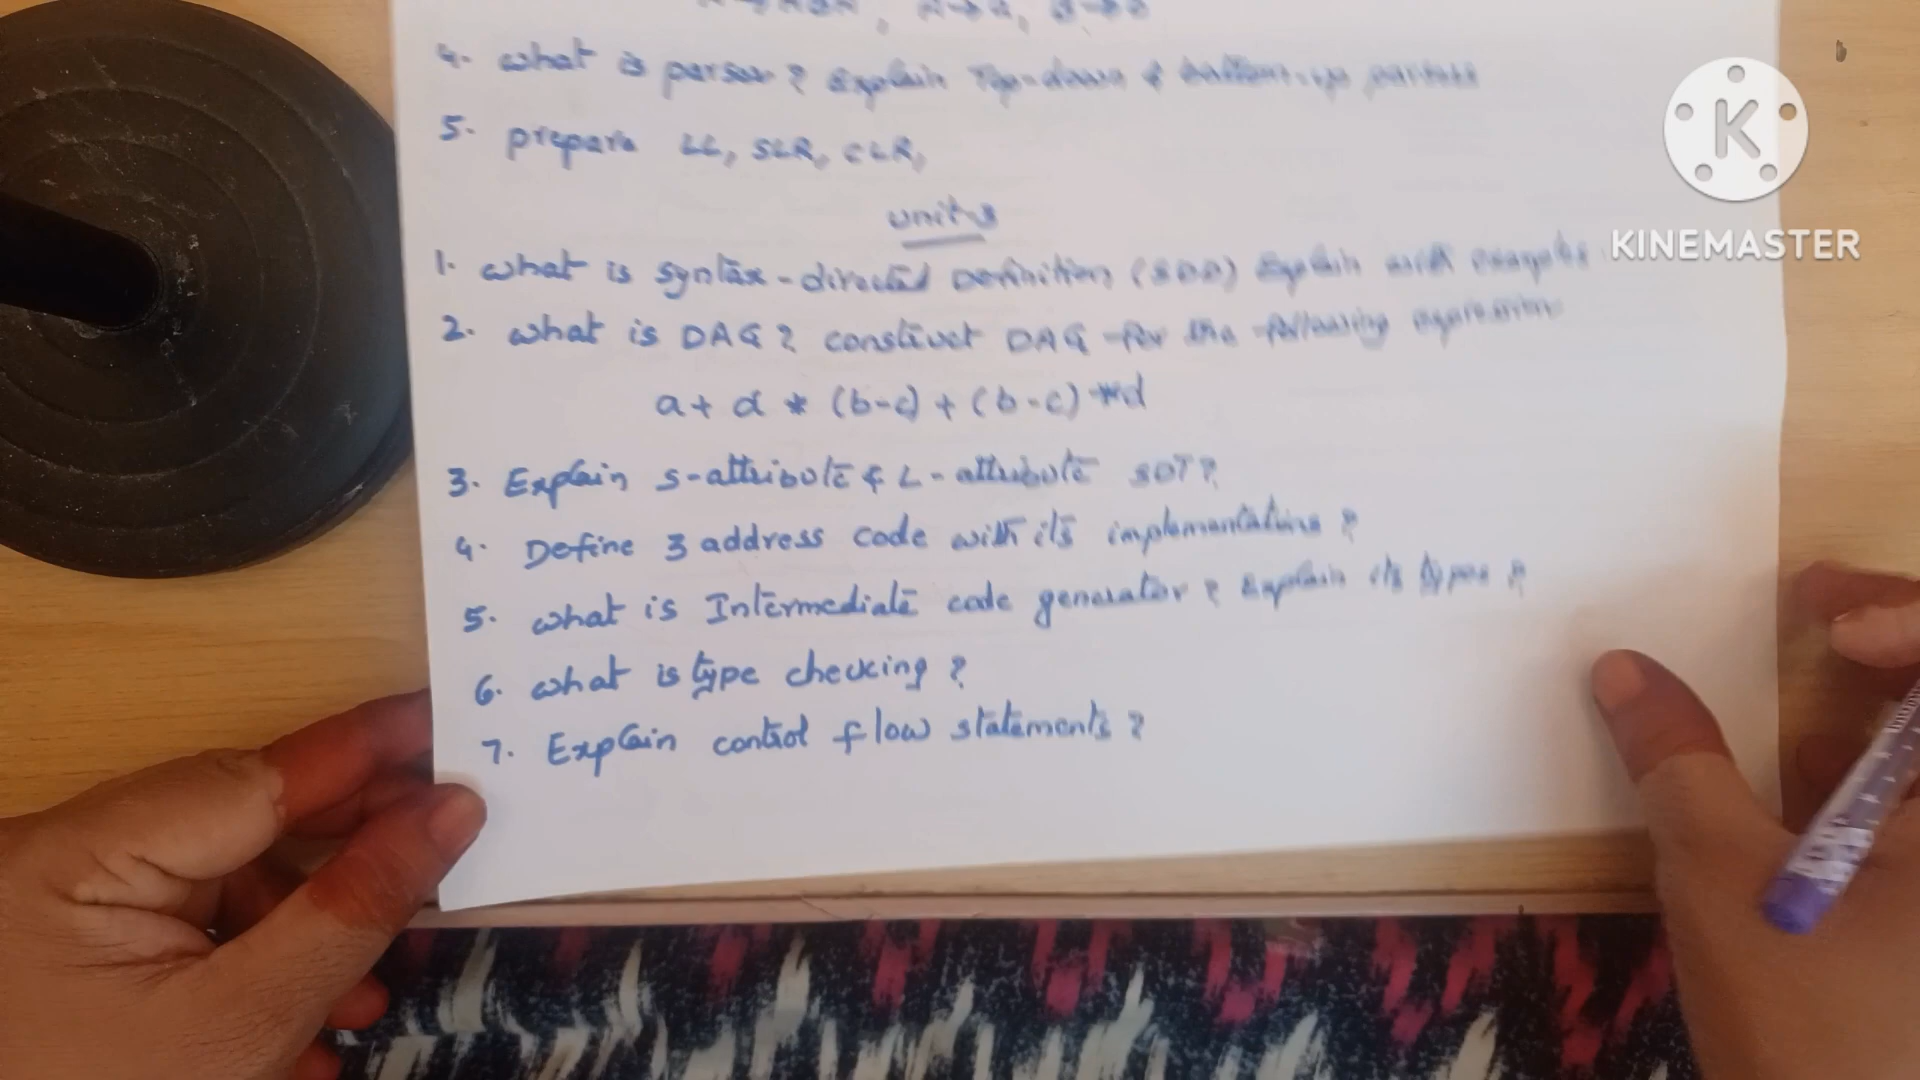 4. what is parser? Explain Top-down & bottom-up parsers
5. prepare LL, SLR, CLR,
unit-3
1. what is syntax-directed Definition (SDD) Explain with example
2. what is DAG? construct DAG for the following expression
a + d * (b-c) + (b-c) * d
3. Explain s-attribute & L-attribute SDT?
4. Define 3 address code with its implementations?
5. what is Intermediate code generator? Explain its types?
6. what is type checking?
7. Explain control flow statements?
K
KINEMASTER